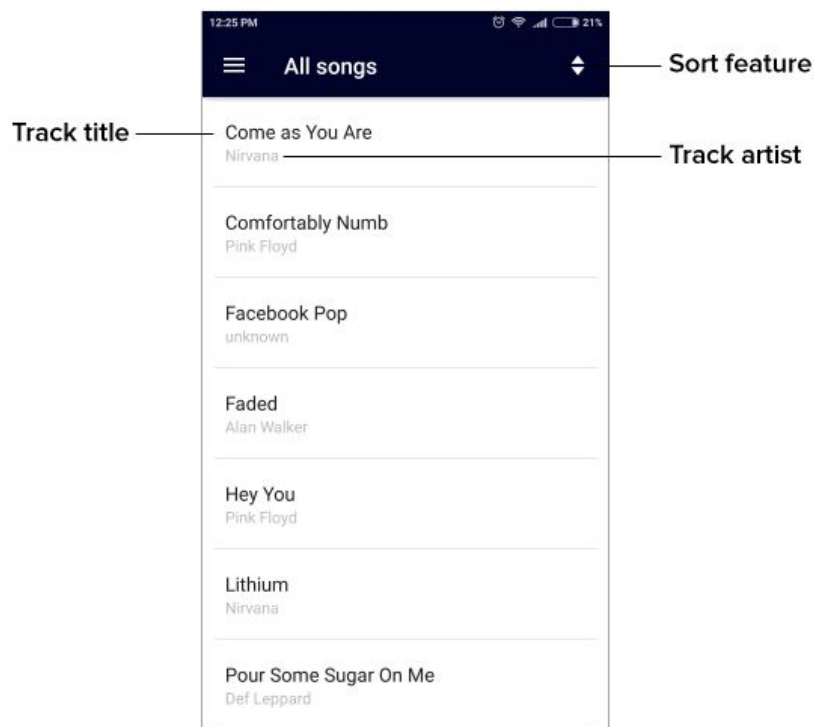 12:25 PM 21%
All songs
Sort feature
Track title
Come as You Are
Nirvana
Track artist
Comfortably Numb
Pink Floyd
Facebook Pop
unknown
Faded
Alan Walker
Hey You
Pink Floyd
Lithium
Nirvana
Pour Some Sugar On Me
Def Leppard